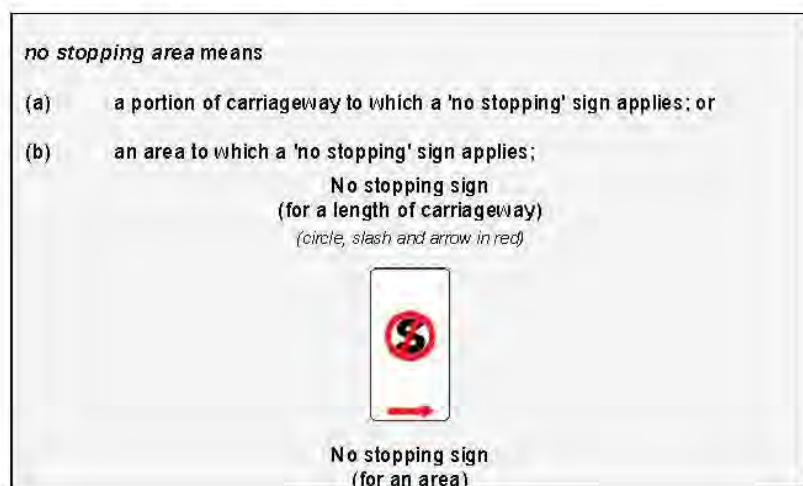 no stopping area means
(a) a portion of carriageway to which a 'no stopping' sign applies; or
(b) an area to which a 'no stopping' sign applies;
No stopping sign
(for a length of carriageway)
(circle, slash and arrow in red)
S
No stopping sign
(for an area)